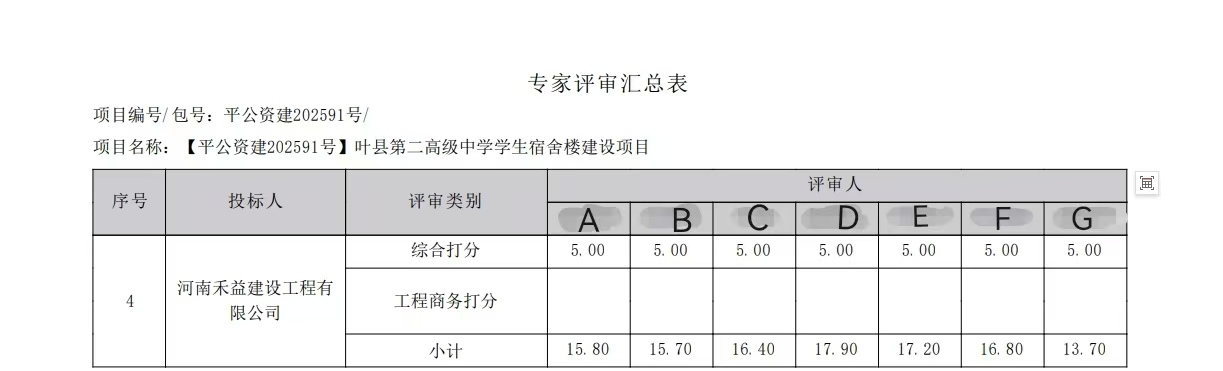 专家评审汇总表
项目编号/包号：平公资建202591号/
项目名称：【平公资建202591号】叶县第二高级中学学生宿舍楼建设项目
序号 投标人 评审类别 评审人
A B C D E F G
综合打分 5.00 5.00 5.00 5.00 5.00 5.00 5.00
4 河南禾益建设工程有
限公司 工程商务打分
小计 15.80 15.70 16.40 17.90 17.20 16.80 13.70